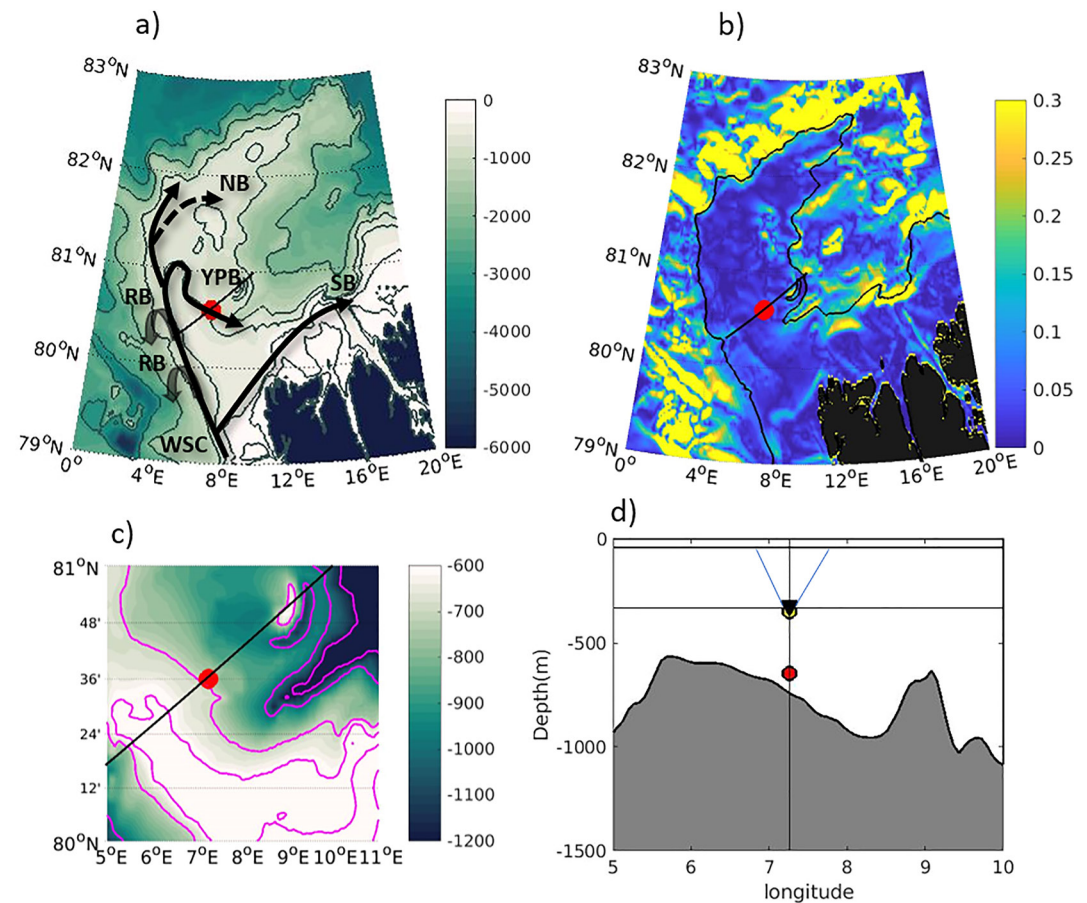 a)
83°N
82°N
81°N
80°N
79°N
0°
4°E
8°E
12°E
16°E
20°E
NB
YPB
SB
RB
RB
WSC
0
-1000
-2000
-3000
-4000
-5000
-6000
b)
83°N
82°N
81°N
80°N
79°N
0°
4°E
8°E
12°E
16°E
20°E
0.3
0.25
0.2
0.15
0.1
0.05
0
c)
81°N
48'
36'
24'
12'
80°N
5°E 6°E 7°E 8°E 9°E 10°E 11°E
-600
-700
-800
-900
-1000
-1100
-1200
d)
0
-500
-1000
-1500
Depth(m)
5 6 7 8 9 10
longitude